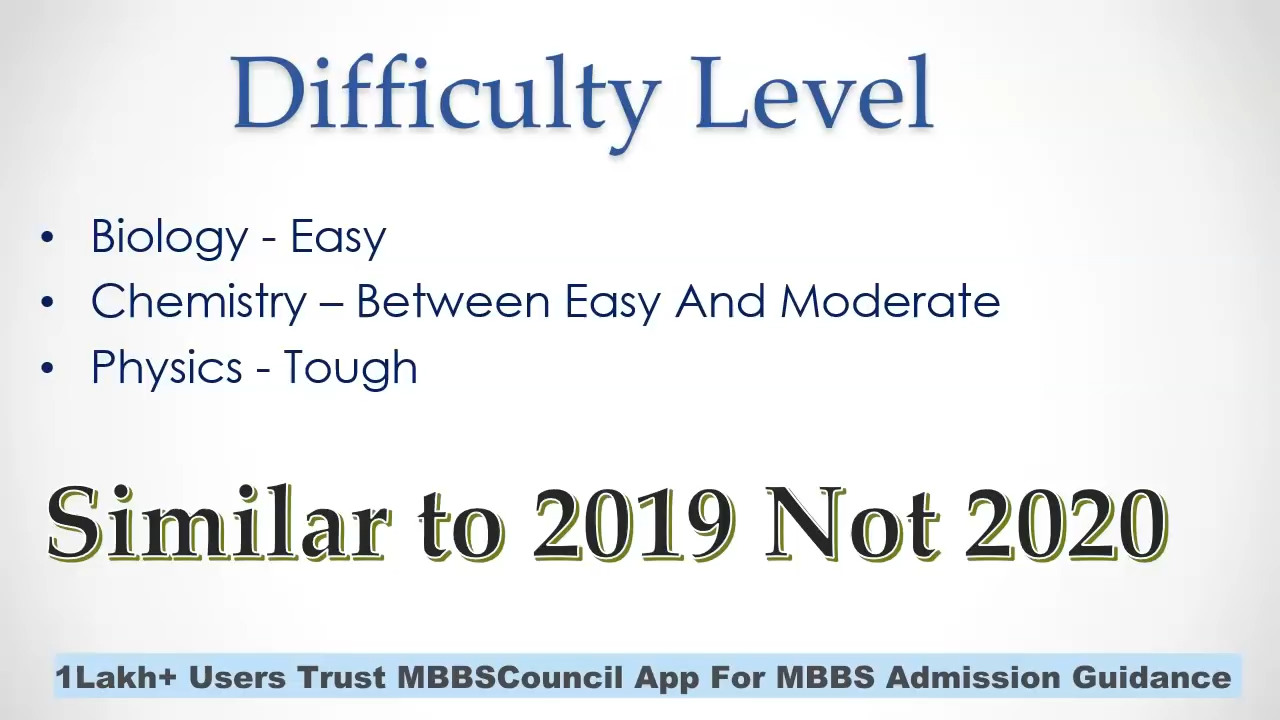 Difficulty Level
• Biology - Easy
• Chemistry – Between Easy And Moderate
• Physics - Tough
Similar to 2019 Not 2020
1Lakh+ Users Trust MBBSCouncil App For MBBS Admission Guidance